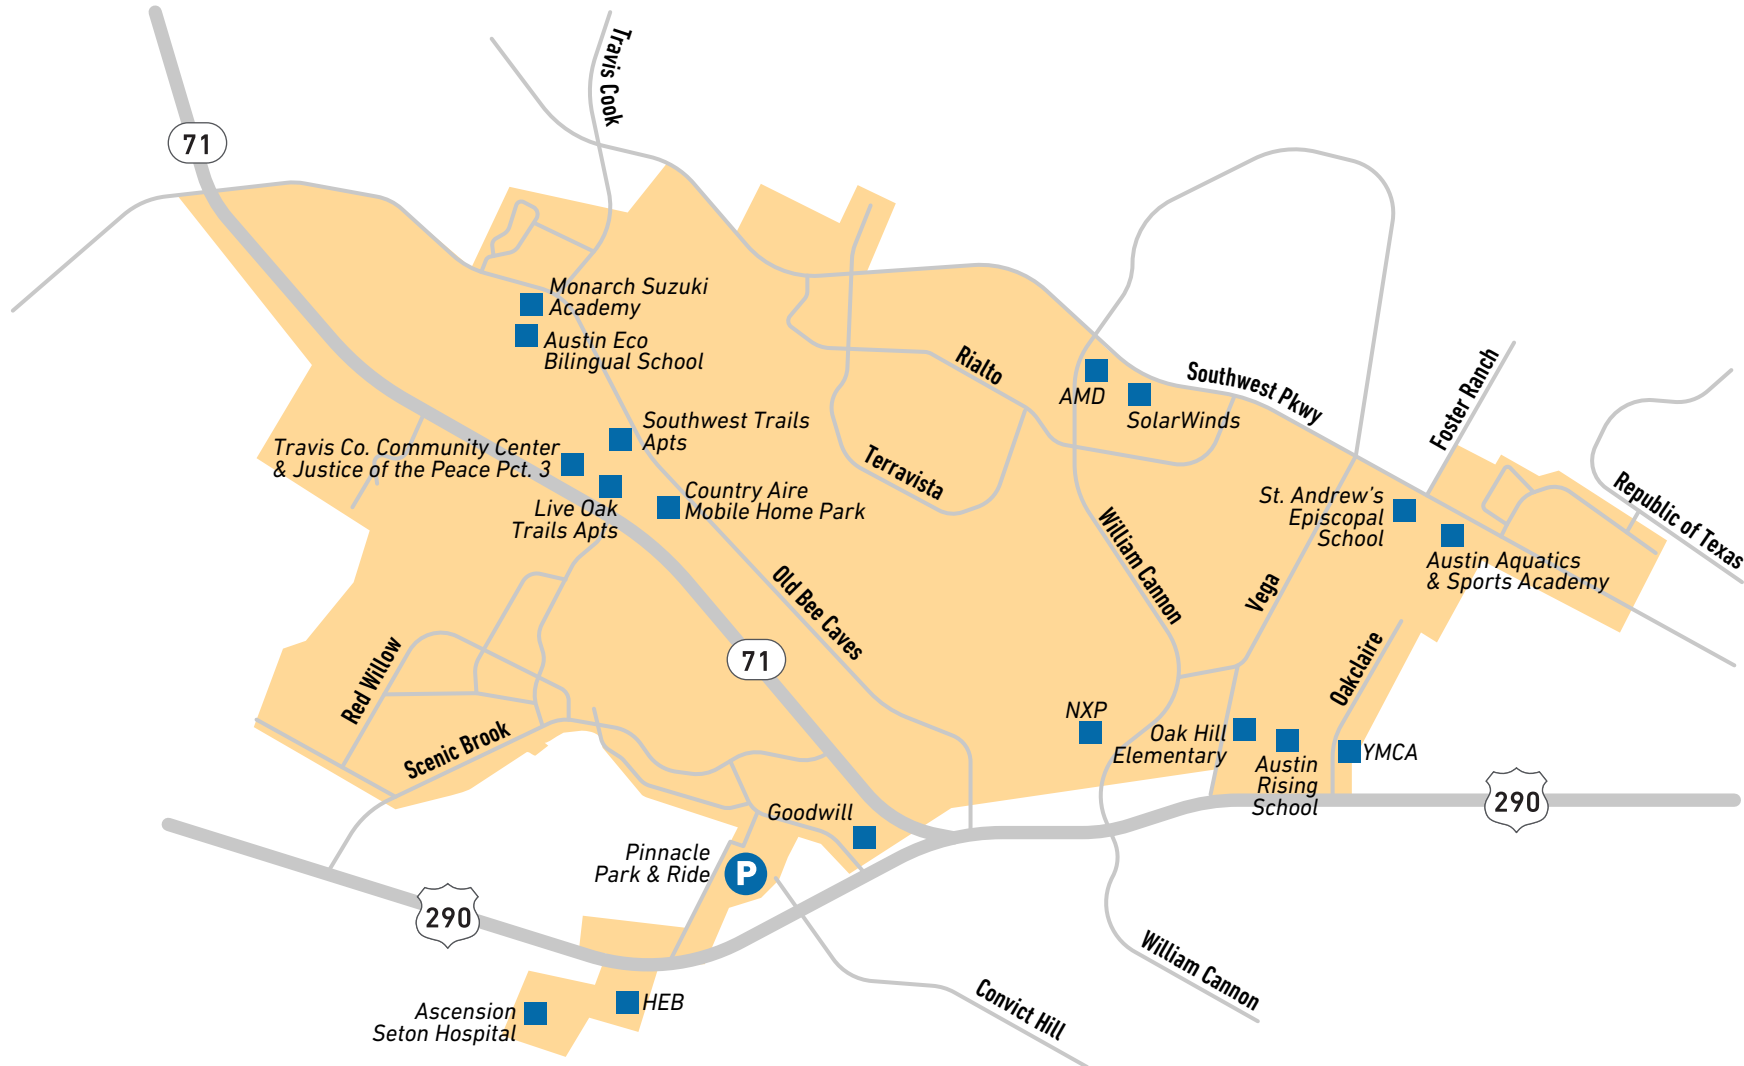 Travis Cook
71
Monarch Suzuki
Academy
Austin Eco
Bilingual School
Rialto
AMD
SolarWinds
Southwest Pkwy
Foster Ranch
Southwest Trails
Apts
Travis Co. Community Center
& Justice of the Peace Pct. 3
Live Oak
Trails Apts
Country Aire
Mobile Home Park
Terravista
William Cannon
St. Andrew's
Episcopal
School
Republic of Texas
Austin Aquatics
& Sports Academy
Old Bee Caves
Vega
Oakclaire
71
Red Willow
Scenic Brook
NXP
Oak Hill
Elementary
Austin
Rising
School
YMCA
290
Goodwill
Pinnacle
Park & Ride
P
290
William Cannon
Convict Hill
HEB
Ascension
Seton Hospital